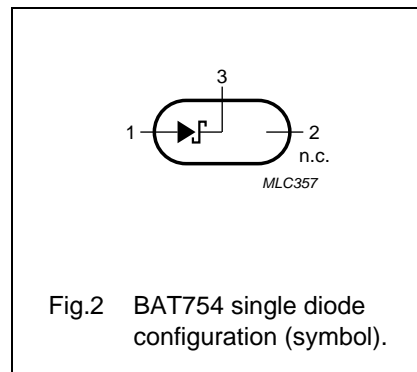 3
1
2
n.c.
MLC357
Fig.2 BAT754 single diode
configuration (symbol).